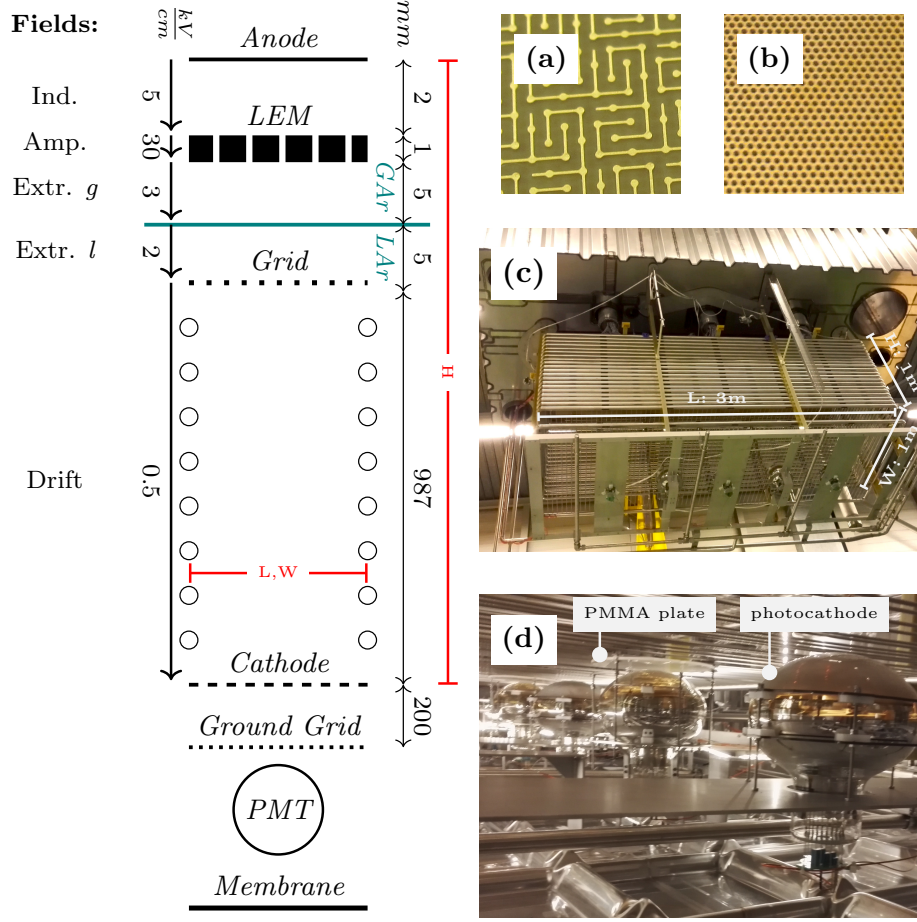 Fields:
kV
cm
mm
Anode
Ind.
5
2
LEM
Amp.
30
1
Extr. g
3
GAr
5
Extr. l
2
LAr
5
Grid
H
Drift
0.5
987
L,W
Cathode
200
Ground Grid
PMT
Membrane
(a)
(b)
(c)
H: 1m
L: 3m
W: 1m
(d)
PMMA plate
photocathode